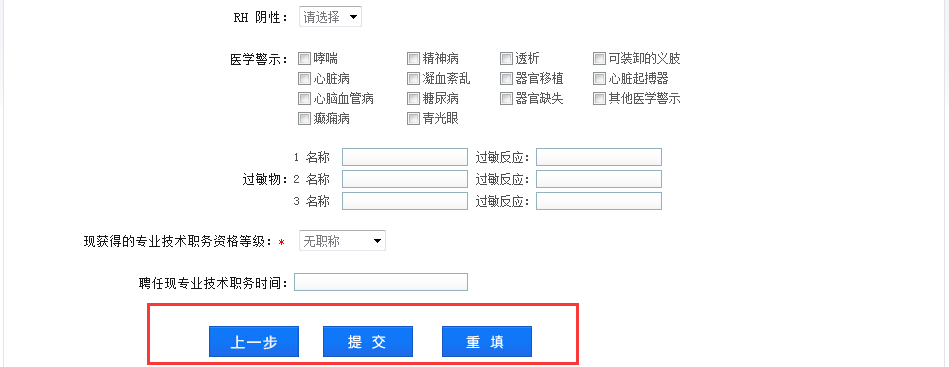 RH 阴性： 请选择
医学警示： 哮喘 精神病 透析 可装卸的义肢
心脏病 凝血紊乱 器官移植 心脏起搏器
心脑血管病 糖尿病 器官缺失 其他医学警示
癫痫病 青光眼
1 名称 过敏反应：
过敏物：2 名称 过敏反应：
3 名称 过敏反应：
现获得的专业技术职务资格等级：* 无职称
聘任现专业技术职务时间：
上一步 提 交 重 填